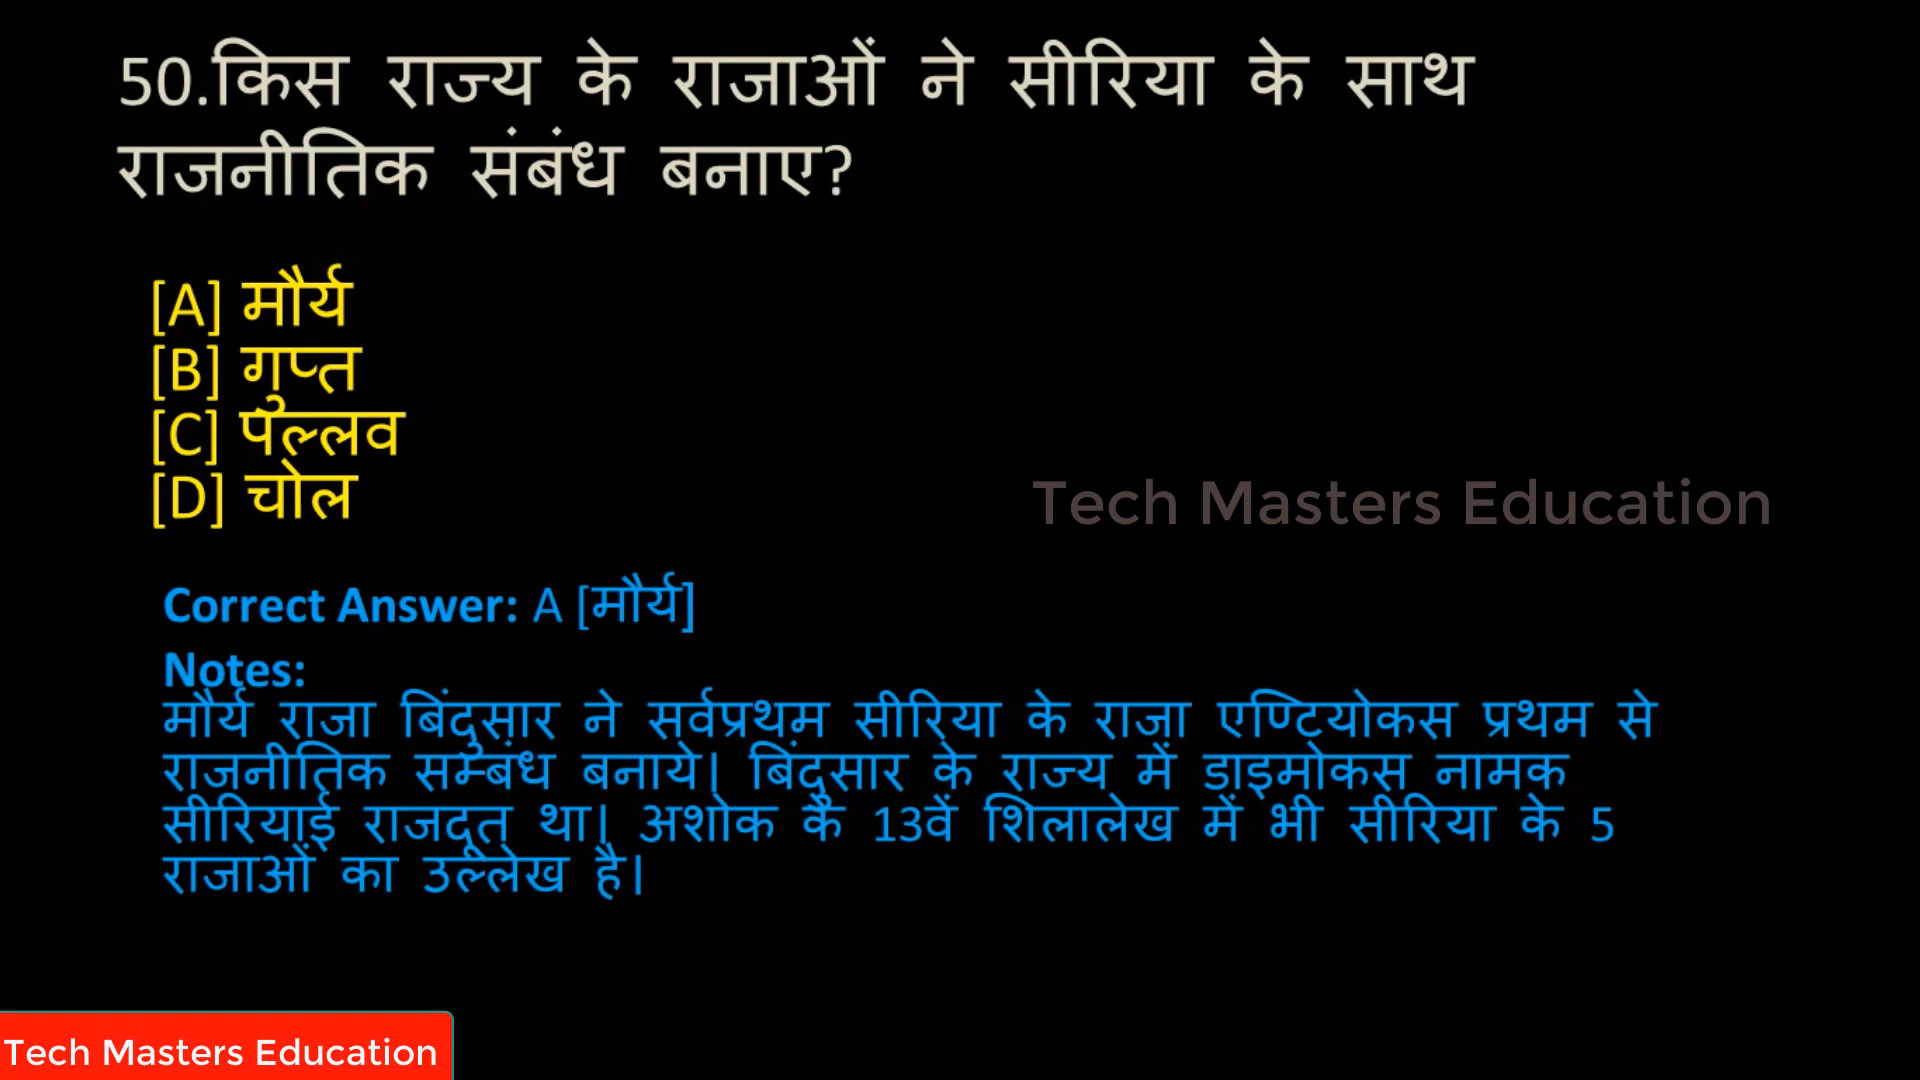 50.किस राज्य के राजाओं ने सीरिया के साथ
राजनीतिक संबंध बनाए?
[A] मौर्य
[B] गुप्त
[C] पल्लव
[D] चोल
Tech Masters Education
Correct Answer: A [मौर्य]
Notes:
मौर्य राजा बिंदुसार ने सर्वप्रथम सीरिया के राजा एण्टियोकस प्रथम से
राजनीतिक सम्बंध बनाये। बिंदुसार के राज्य में डाइमोकस नामक
सीरियाई राजदूत था। अशोक के 13वें शिलालेख में भी सीरिया के 5
राजाओं का उल्लेख है।
Tech Masters Education